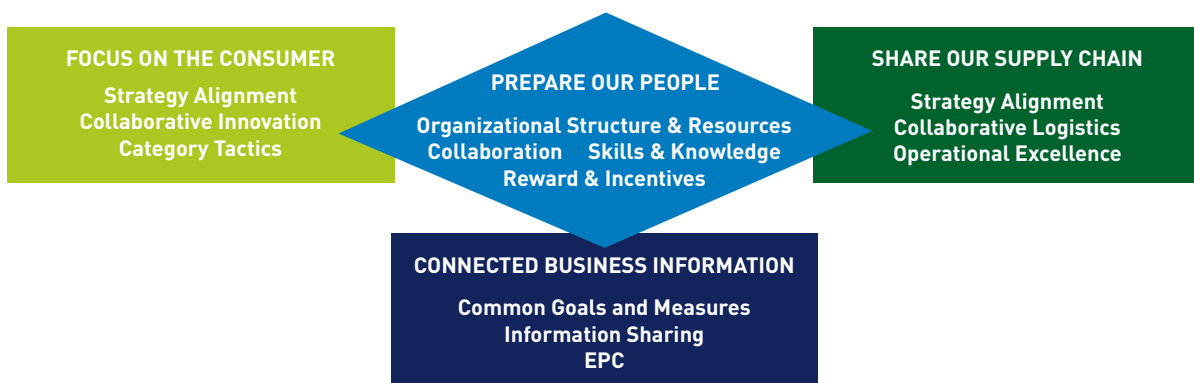 FOCUS ON THE CONSUMER
Strategy Alignment
Collaborative Innovation
Category Tactics
PREPARE OUR PEOPLE
Organizational Structure & Resources
Collaboration Skills & Knowledge
Reward & Incentives
SHARE OUR SUPPLY CHAIN
Strategy Alignment
Collaborative Logistics
Operational Excellence
CONNECTED BUSINESS INFORMATION
Common Goals and Measures
Information Sharing
EPC